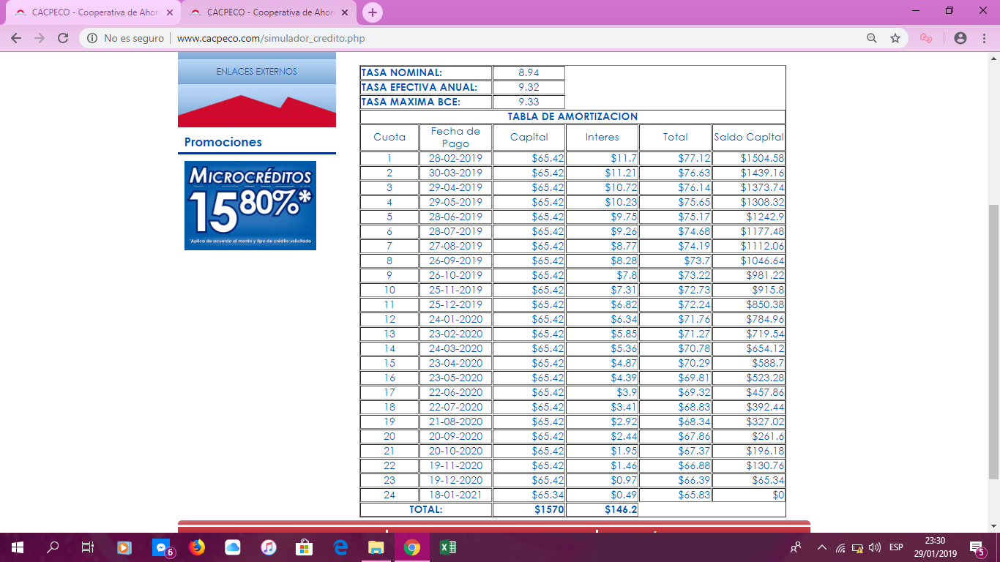 CACPECO - Cooperativa de Ahor
CACPECO - Cooperativa de Ahor
No es seguro www.cacpeco.com/simulador_credito.php
ENLACES EXTERNOS
Promociones
MICROCRÉDITOS
15 80%*
*Aplica de acuerdo al monto y tipo de crédito solicitado
TASA NOMINAL: 8.94
TASA EFECTIVA ANUAL: 9.32
TASA MAXIMA BCE: 9.33
TABLA DE AMORTIZACION
Cuota Fecha de Pago Capital Interes Total Saldo Capital
1 28-02-2019 $65.42 $11.7 $77.12 $1504.58
2 30-03-2019 $65.42 $11.21 $76.63 $1439.16
3 29-04-2019 $65.42 $10.72 $76.14 $1373.74
4 29-05-2019 $65.42 $10.23 $75.65 $1308.32
5 28-06-2019 $65.42 $9.75 $75.17 $1242.9
6 28-07-2019 $65.42 $9.26 $74.68 $1177.48
7 27-08-2019 $65.42 $8.77 $74.19 $1112.06
8 26-09-2019 $65.42 $8.28 $73.7 $1046.64
9 26-10-2019 $65.42 $7.8 $73.22 $981.22
10 25-11-2019 $65.42 $7.31 $72.73 $915.8
11 25-12-2019 $65.42 $6.82 $72.24 $850.38
12 24-01-2020 $65.42 $6.34 $71.76 $784.96
13 23-02-2020 $65.42 $5.85 $71.27 $719.54
14 24-03-2020 $65.42 $5.36 $70.78 $654.12
15 23-04-2020 $65.42 $4.87 $70.29 $588.7
16 23-05-2020 $65.42 $4.39 $69.81 $523.28
17 22-06-2020 $65.42 $3.9 $69.32 $457.86
18 22-07-2020 $65.42 $3.41 $68.83 $392.44
19 21-08-2020 $65.42 $2.92 $68.34 $327.02
20 20-09-2020 $65.42 $2.44 $67.86 $261.6
21 20-10-2020 $65.42 $1.95 $67.37 $196.18
22 19-11-2020 $65.42 $1.46 $66.88 $130.76
23 19-12-2020 $65.42 $0.97 $66.39 $65.34
24 18-01-2021 $65.34 $0.49 $65.83 $0
TOTAL: $1570 $146.2
6
ESP
23:30
29/01/2019
5